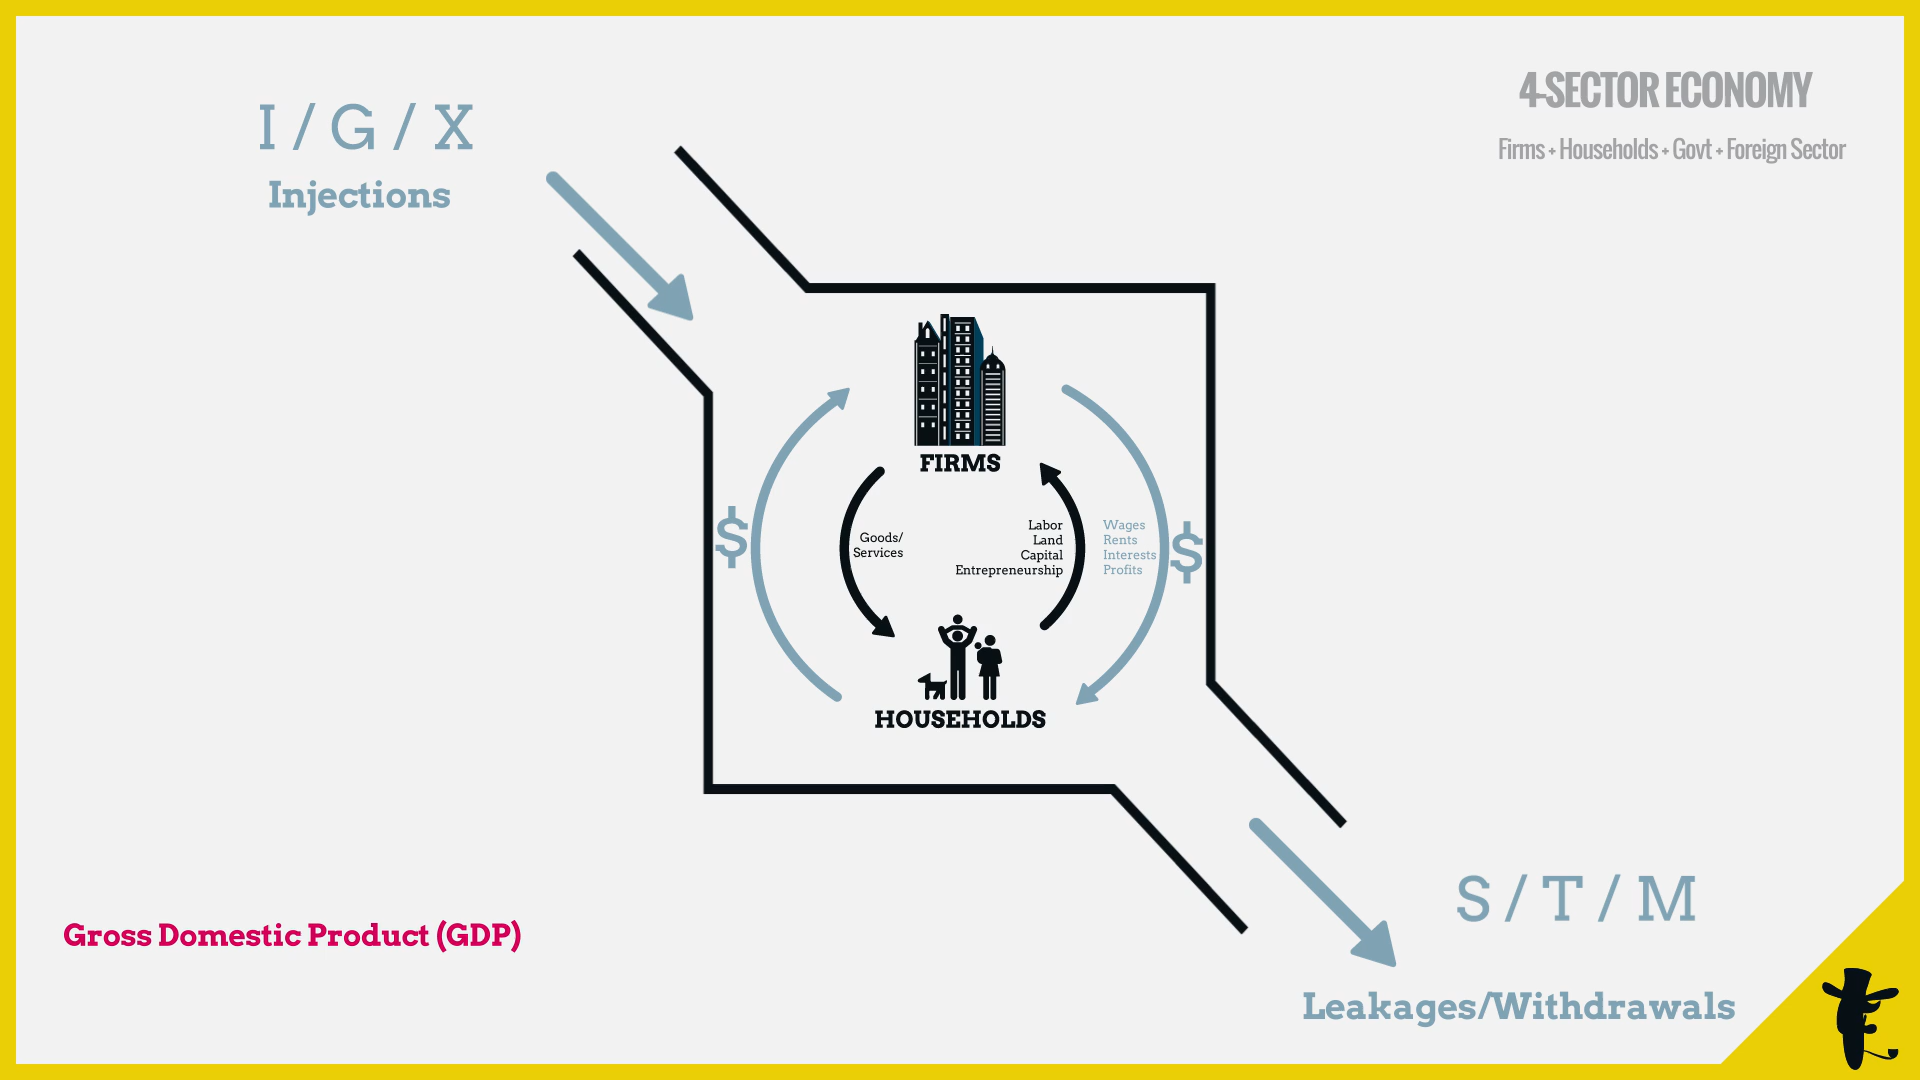 4-SECTOR ECONOMY
Firms + Households + Govt + Foreign Sector
I / G / X
Injections
FIRMS
$
Goods/
Services
Labor
Land
Capital
Entrepreneurship
Wages
Rents
Interests
Profits
$
HOUSEHOLDS
S / T / M
Gross Domestic Product (GDP)
Leakages/Withdrawals